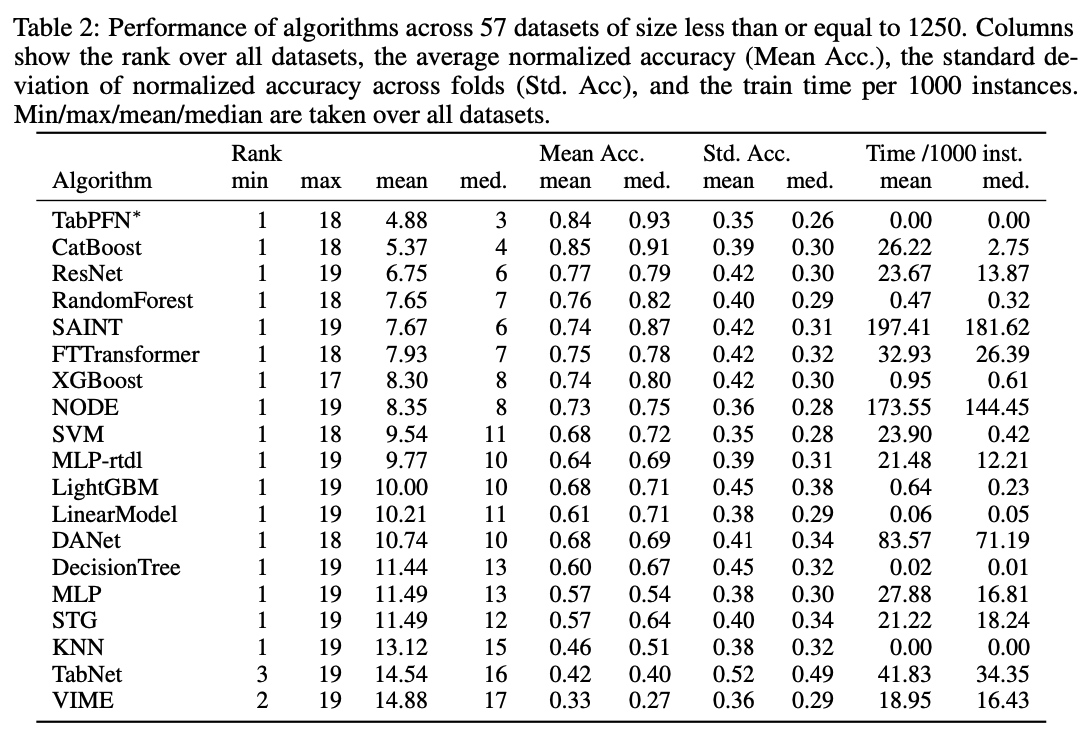 Table 2: Performance of algorithms across 57 datasets of size less than or equal to 1250. Columns
show the rank over all datasets, the average normalized accuracy (Mean Acc.), the standard de-
viation of normalized accuracy across folds (Std. Acc), and the train time per 1000 instances.
Min/max/mean/median are taken over all datasets.
Rank Mean Acc. Std. Acc. Time /1000 inst.
Algorithm min max mean med. mean med. mean med. mean med.
TabPFN* 1 18 4.88 3 0.84 0.93 0.35 0.26 0.00 0.00
CatBoost 1 18 5.37 4 0.85 0.91 0.39 0.30 26.22 2.75
ResNet 1 19 6.75 6 0.77 0.79 0.42 0.30 23.67 13.87
RandomForest 1 18 7.65 7 0.76 0.82 0.40 0.29 0.47 0.32
SAINT 1 19 7.67 6 0.74 0.87 0.42 0.31 197.41 181.62
FTTransformer 1 18 7.93 7 0.75 0.78 0.42 0.32 32.93 26.39
XGBoost 1 17 8.30 8 0.74 0.80 0.42 0.30 0.95 0.61
NODE 1 19 8.35 8 0.73 0.75 0.36 0.28 173.55 144.45
SVM 1 18 9.54 11 0.68 0.72 0.35 0.28 23.90 0.42
MLP-rtdl 1 19 9.77 10 0.64 0.69 0.39 0.31 21.48 12.21
LightGBM 1 19 10.00 10 0.68 0.71 0.45 0.38 0.64 0.23
LinearModel 1 19 10.21 11 0.61 0.71 0.38 0.29 0.06 0.05
DANet 1 18 10.74 10 0.68 0.69 0.41 0.34 83.57 71.19
DecisionTree 1 19 11.44 13 0.60 0.67 0.45 0.32 0.02 0.01
MLP 1 19 11.49 13 0.57 0.54 0.38 0.30 27.88 16.81
STG 1 19 11.49 12 0.57 0.64 0.40 0.34 21.22 18.24
KNN 1 19 13.12 15 0.46 0.51 0.38 0.32 0.00 0.00
TabNet 3 19 14.54 16 0.42 0.40 0.52 0.49 41.83 34.35
VIME 2 19 14.88 17 0.33 0.27 0.36 0.29 18.95 16.43